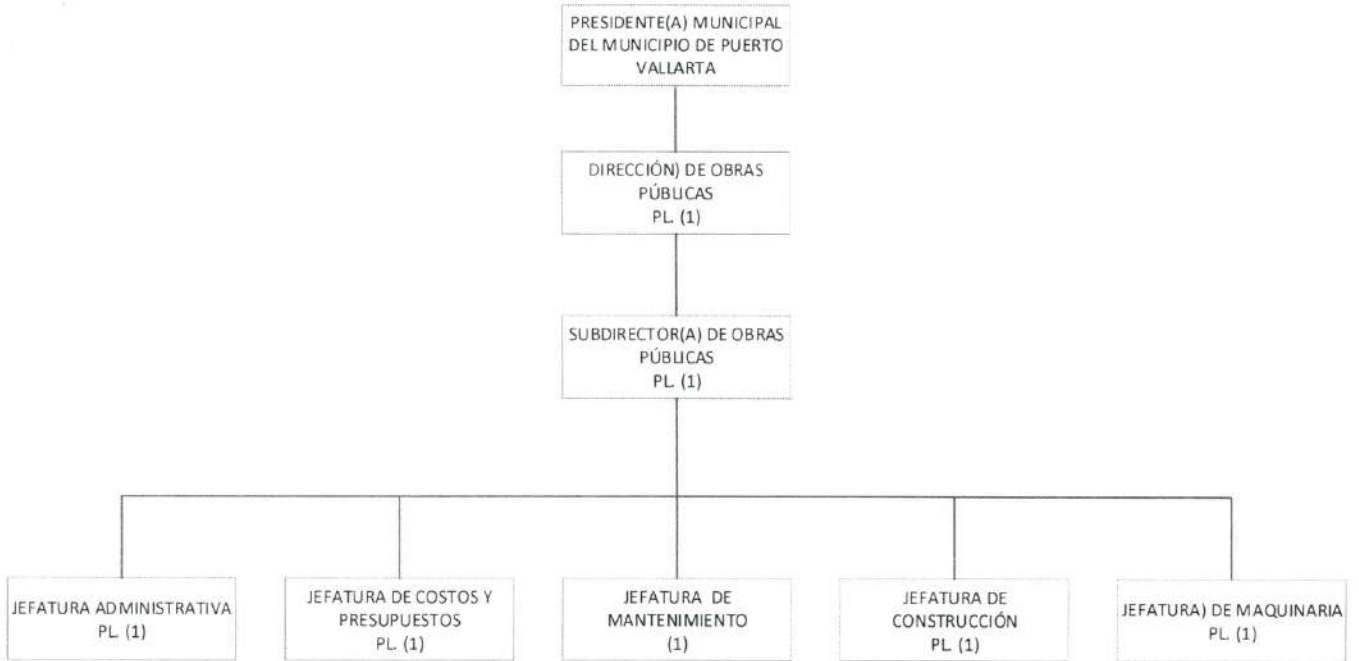 PRESIDENTE(A) MUNICIPAL
DEL MUNICIPIO DE PUERTO
VALLARTA
DIRECCIÓN) DE OBRAS
PÚBLICAS
PL. (1)
SUBDIRECTOR(A) DE OBRAS
PÚBLICAS
PL. (1)
JEFATURA ADMINISTRATIVA
PL. (1)
JEFATURA DE COSTOS Y
PRESUPUESTOS
PL. (1)
JEFATURA DE
MANTENIMIENTO
(1)
JEFATURA DE
CONSTRUCCIÓN
PL. (1)
JEFATURA) DE MAQUINARIA
PL. (1)